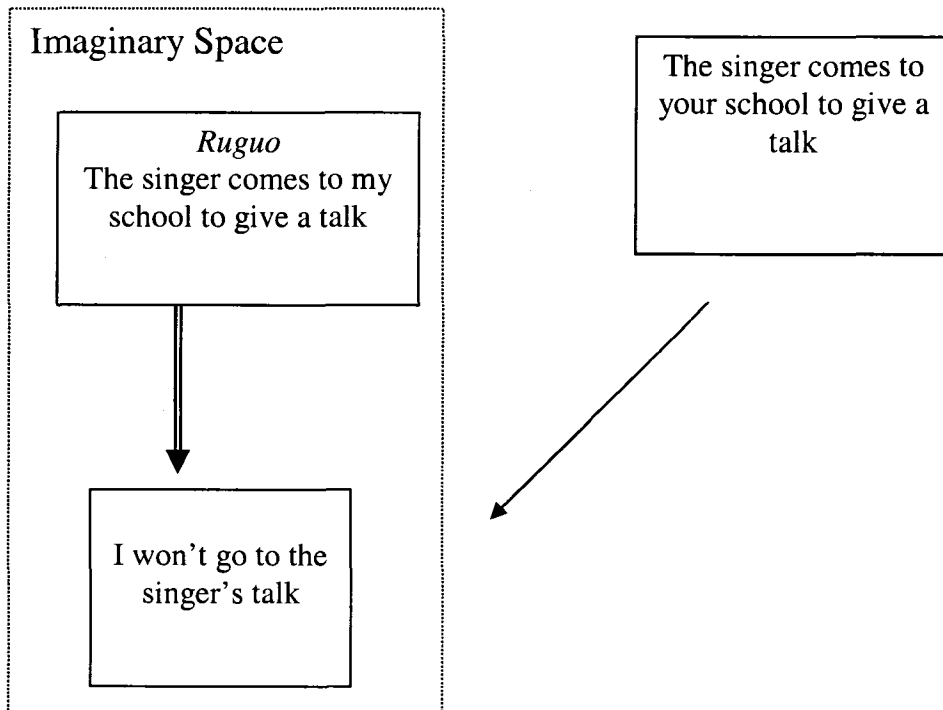 Imaginary Space
Ruguo
The singer comes to my
school to give a talk
I won't go to the
singer's talk
The singer comes to
your school to give a
talk